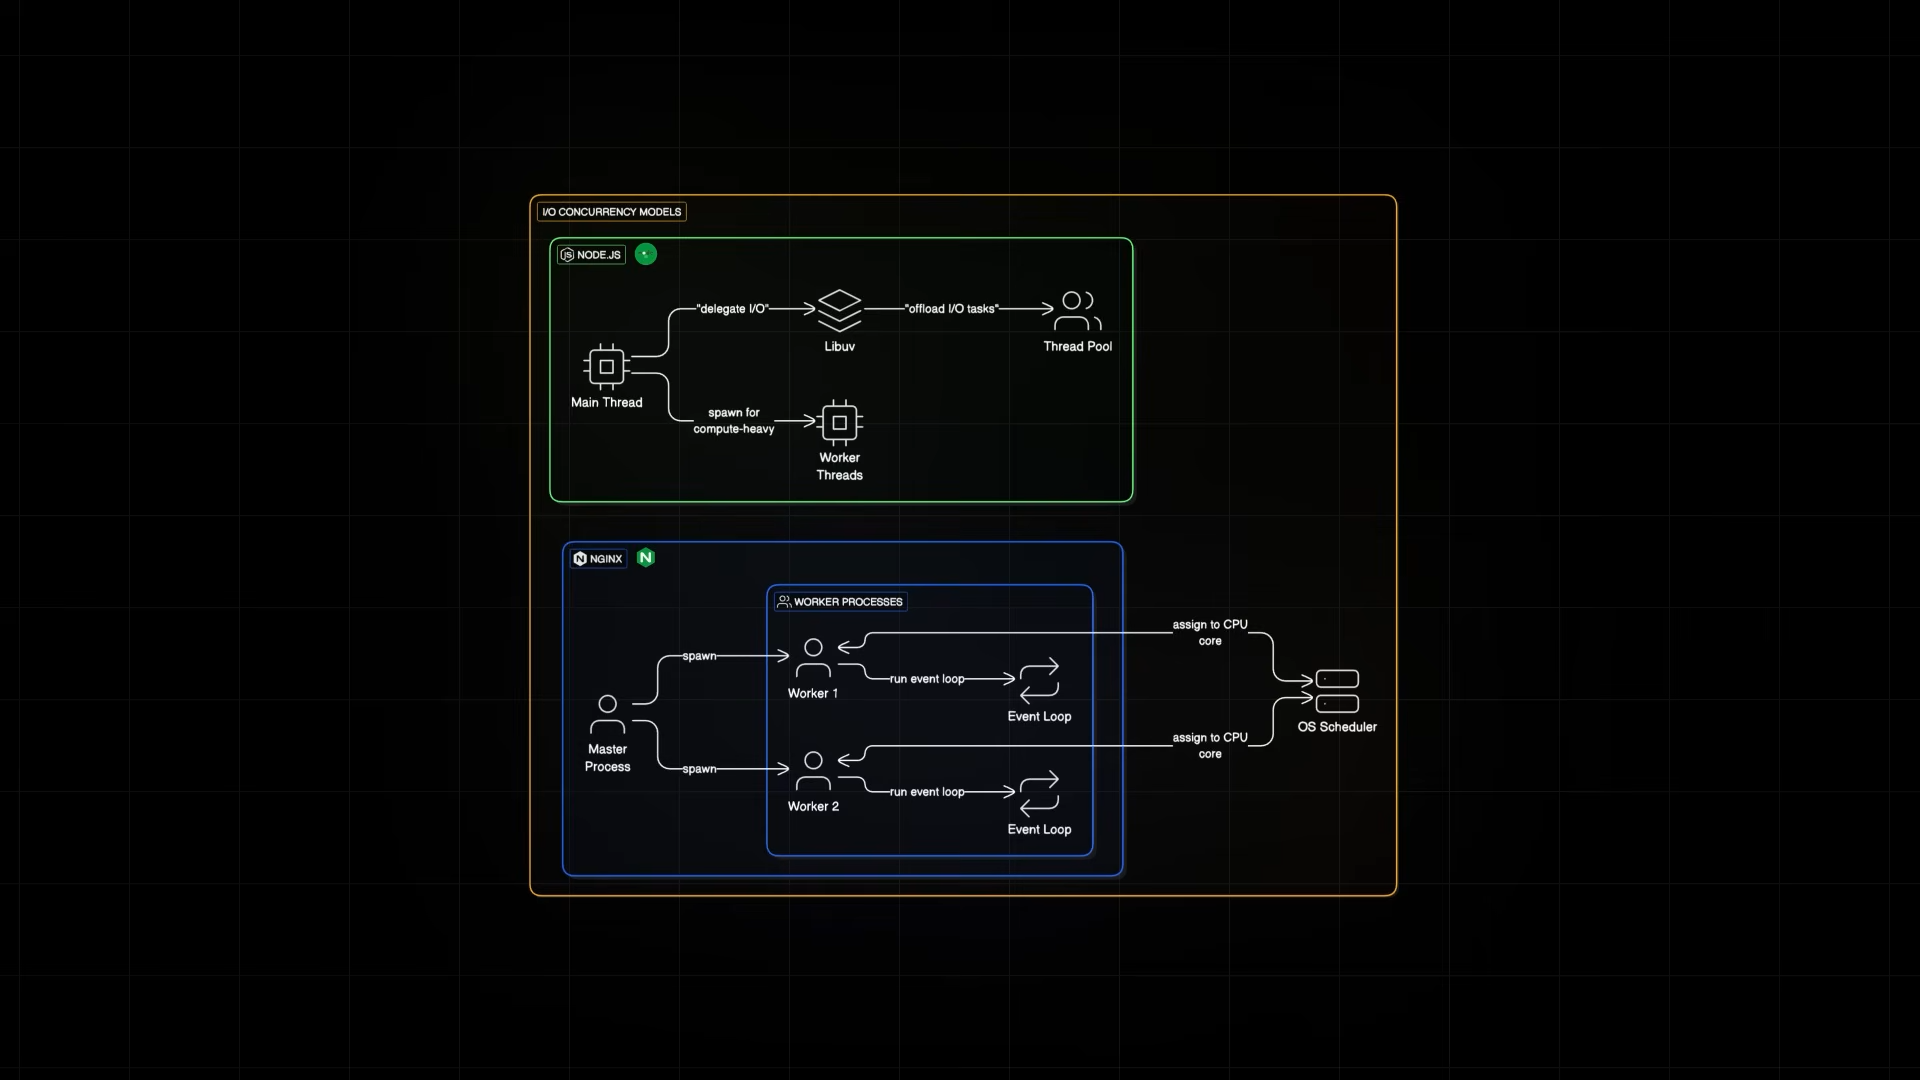 I/O CONCURRENCY MODELS
JS NODE.JS
"delegate I/O"
"offload I/O tasks"
Libuv
Thread Pool
Main Thread
spawn for
compute-heavy
Worker
Threads
N NGINX N
WORKER PROCESSES
assign to CPU
core
spawn
run event loop
Worker 1
Event Loop
OS Scheduler
Master
Process
assign to CPU
core
spawn
run event loop
Worker 2
Event Loop